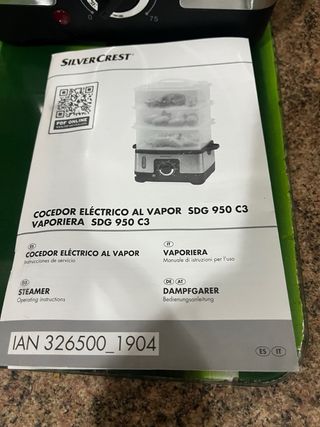 0
75
SILVERCREST®
PDF ONLINE
COCEDOR ELÉCTRICO AL VAPOR SDG 950 C3
VAPORIERA SDG 950 C3
ES
COCEDOR ELÉCTRICO AL VAPOR
Instrucciones de servicio
IT
VAPORIERA
Manuale di istruzioni per l'uso
STEAMER
Operating instructions
DE AT
DAMPFGARER
Bedienungsanleitung
IAN 326500_1904
ES IT